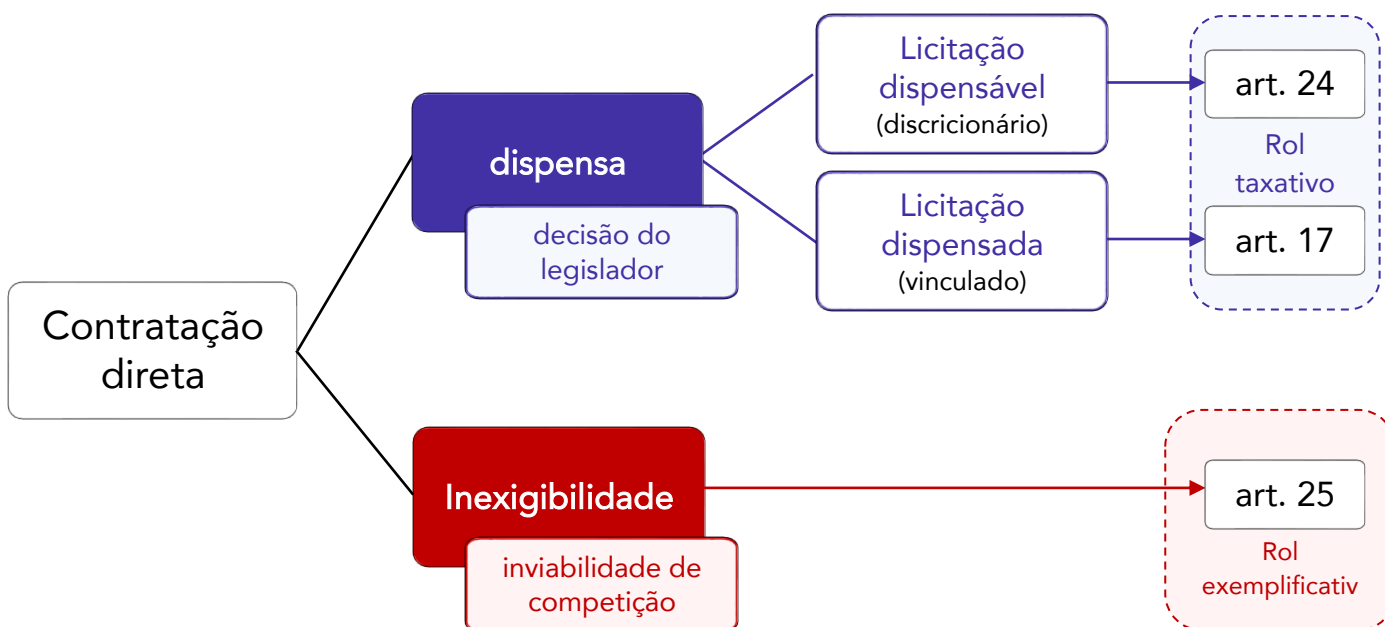 Contratação
direta
dispensa
decisão do
legislador
Licitação
dispensável
(discricionário)
Licitação
dispensada
(vinculado)
art. 24
Rol
taxativo
art. 17
Inexigibilidade
inviabilidade de
competição
art. 25
Rol
exemplificativ